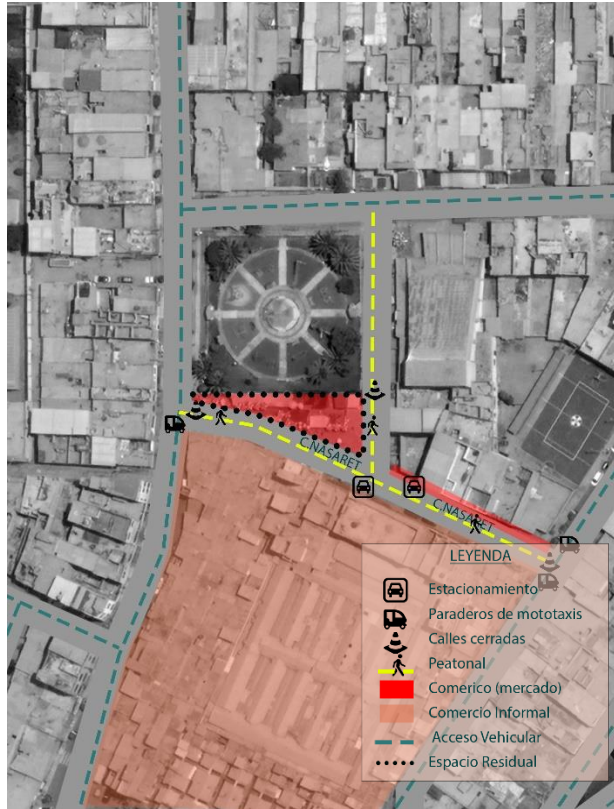 C.NASARET
C.NASARET
LEYENDA
Estacionamiento
Paraderos de mototaxis
Calles cerradas
Peatonal
Comerico (mercado)
Comercio Informal
Acceso Vehicular
Espacio Residual